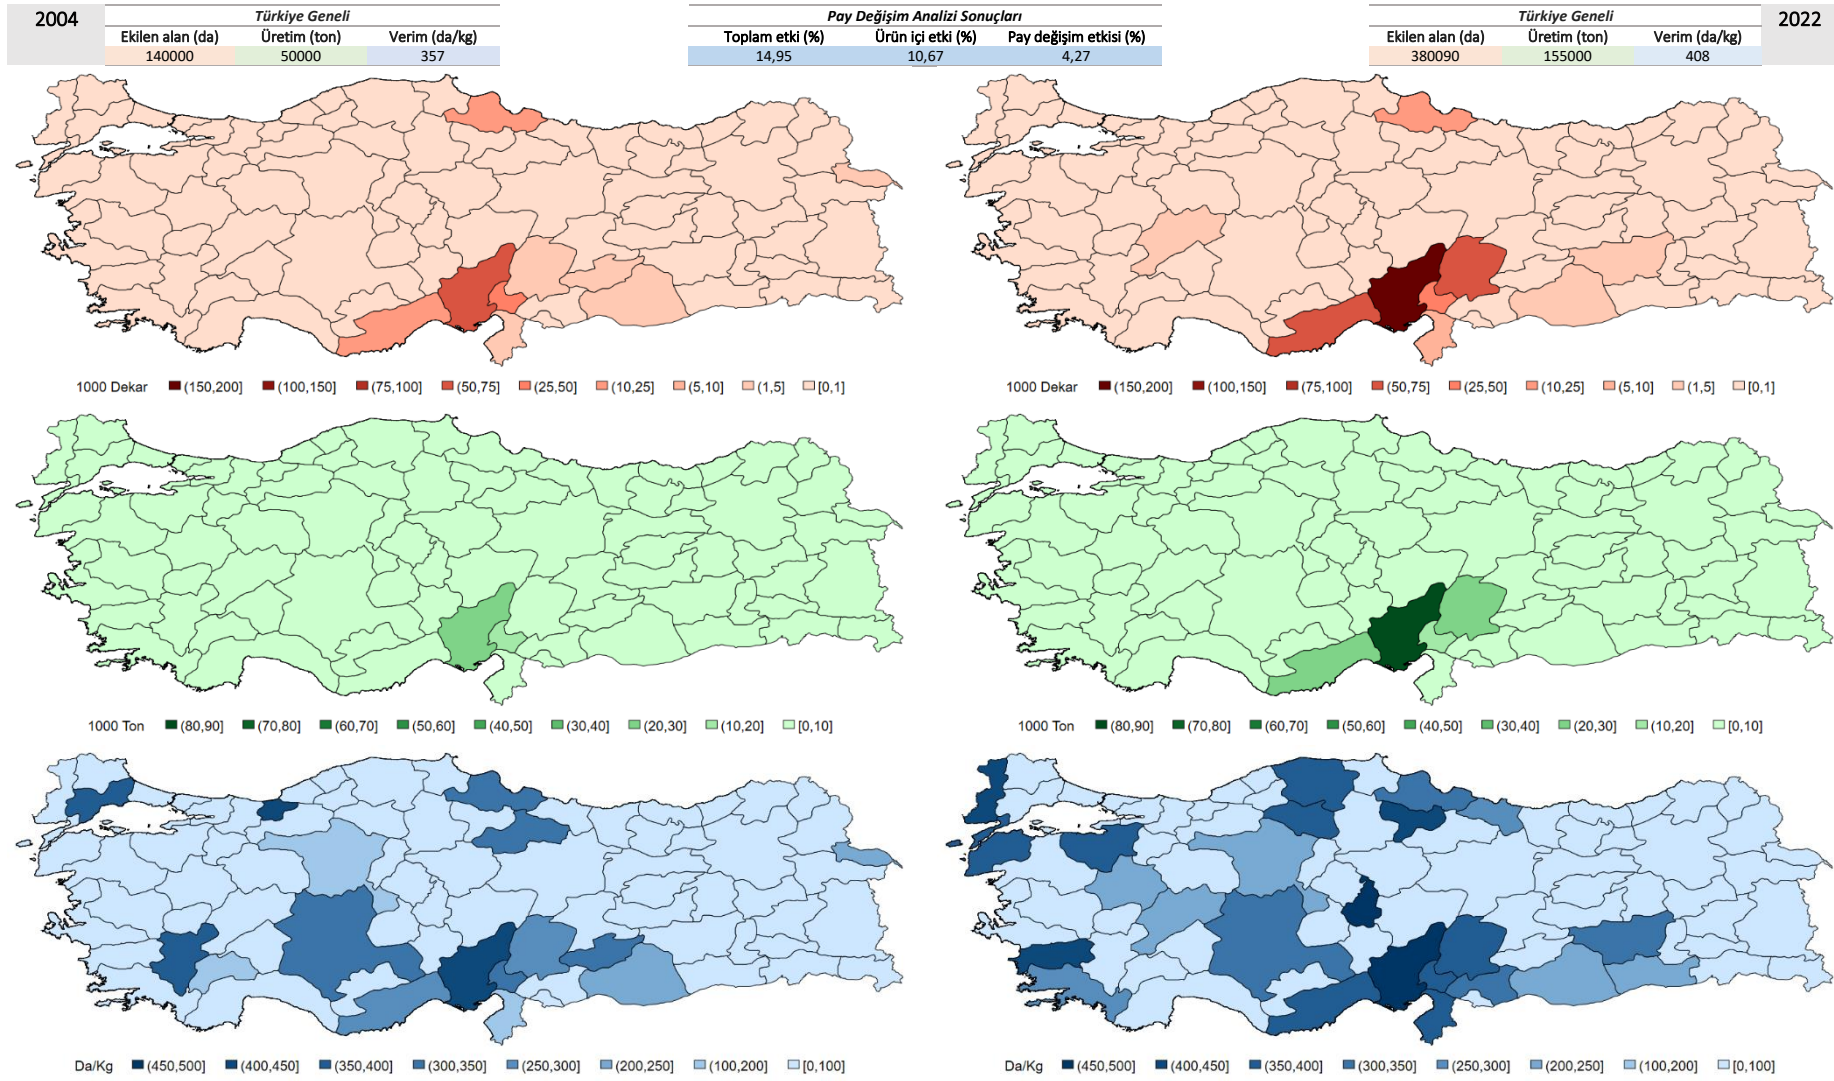 2004
Türkiye Geneli
Ekilen alan (da) Üretim (ton) Verim (da/kg)
140000 50000 357
Pay Değişim Analizi Sonuçları
Toplam etki (%) Ürün içi etki (%) Pay değişim etkisi (%)
14,95 10,67 4,27
Türkiye Geneli
Ekilen alan (da) Üretim (ton) Verim (da/kg)
380090 155000 408
2022
1000 Dekar (150,200] (100,150] (75,100] (50,75] (25,50] (10,25] (5,10] (1,5] [0,1]
1000 Dekar (150,200] (100,150] (75,100] (50,75] (25,50] (10,25] (5,10] (1,5] [0,1]
1000 Ton (80,90] (70,80] (60,70] (50,60] (40,50] (30,40] (20,30] (10,20] [0,10]
1000 Ton (80,90] (70,80] (60,70] (50,60] (40,50] (30,40] (20,30] (10,20] [0,10]
Da/Kg (450,500] (400,450] (350,400] (300,350] (250,300] (200,250] (100,200] [0,100]
Da/Kg (450,500] (400,450] (350,400] (300,350] (250,300] (200,250] (100,200] [0,100]